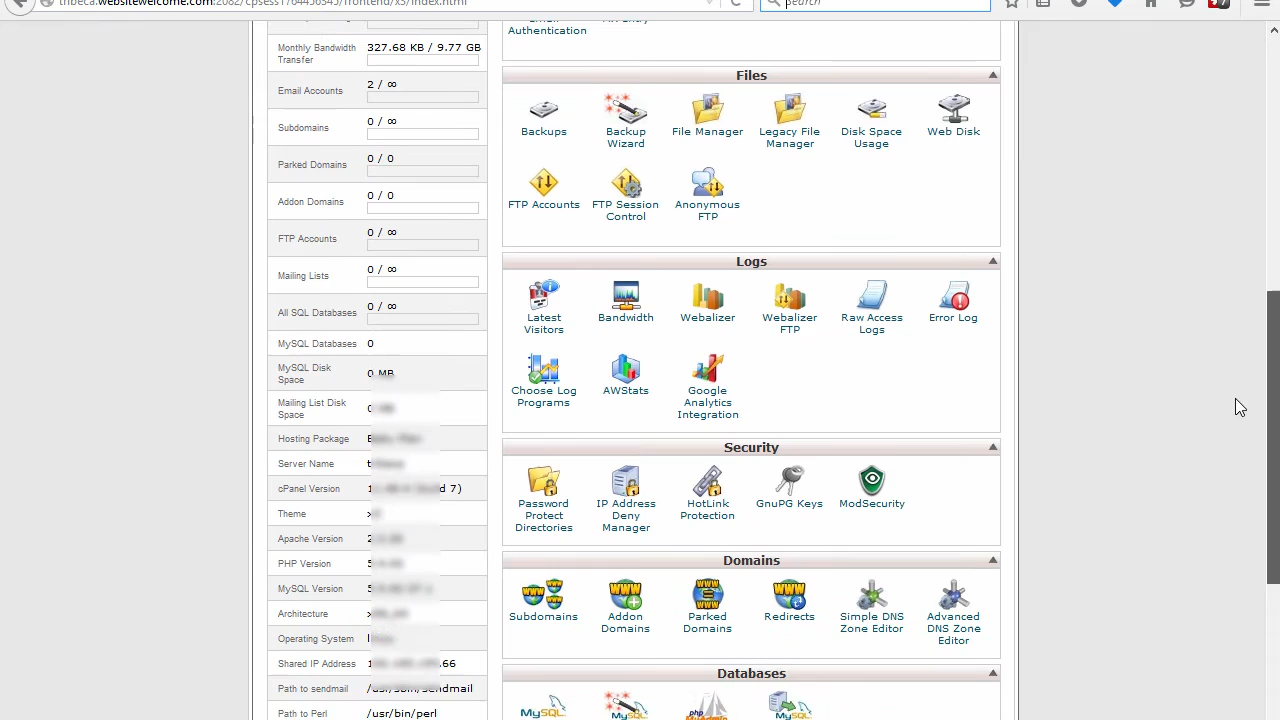 tribeca.websitewelcome.com:2082/cpsess1764456545/frontend/x3/index.html
Search
Monthly Bandwidth
Transfer
327.68 KB / 9.77 GB
Email Accounts
2 / ∞
Subdomains
0 / ∞
Parked Domains
0 / 0
Addon Domains
0 / 0
FTP Accounts
0 / ∞
Mailing Lists
0 / ∞
All SQL Databases
0 / ∞
MySQL Databases
0
MySQL Disk
Space
0 MB
Mailing List Disk
Space
Hosting Package
Server Name
cPanel Version
d 7)
Theme
Apache Version
PHP Version
MySQL Version
Architecture
Operating System
Shared IP Address
.66
Path to sendmail
/usr/sbin/sendmail
Path to Perl
/usr/bin/perl
Authentication
Files
Backups
Backup
Wizard
File Manager
Legacy File
Manager
Disk Space
Usage
Web Disk
FTP Accounts
FTP Session
Control
Anonymous
FTP
Logs
Latest
Visitors
Bandwidth
Webalizer
Webalizer
FTP
Raw Access
Logs
Error Log
Choose Log
Programs
AWStats
Google
Analytics
Integration
Security
Password
Protect
Directories
IP Address
Deny
Manager
HotLink
Protection
GnuPG Keys
ModSecurity
Domains
Subdomains
Addon
Domains
Parked
Domains
Redirects
Simple DNS
Zone Editor
Advanced
DNS Zone
Editor
Databases